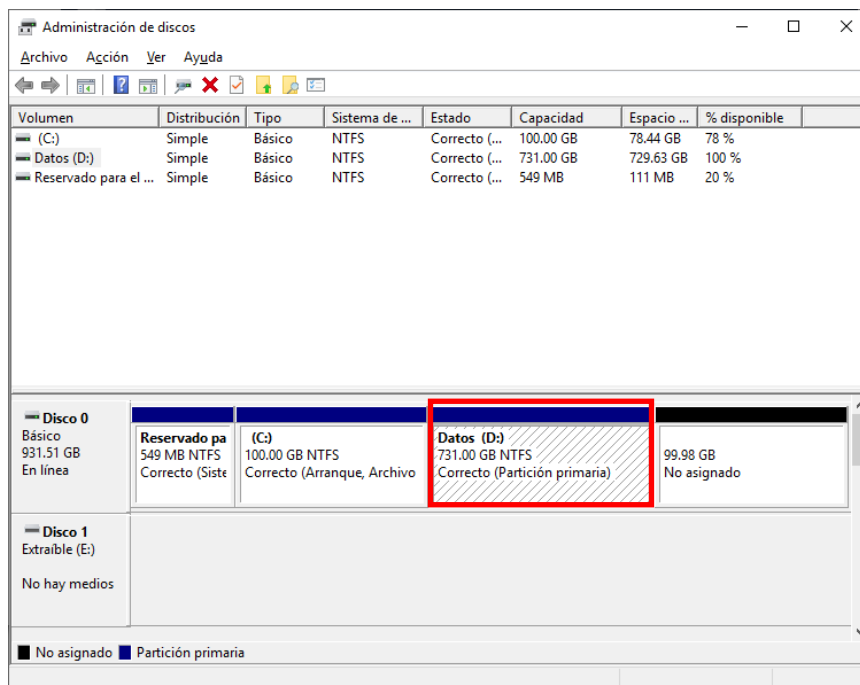 Administración de discos
Archivo Acción Ver Ayuda
Volumen Distribución Tipo Sistema de ... Estado Capacidad Espacio ... % disponible
(C:) Simple Básico NTFS Correcto (... 100.00 GB 78.44 GB 78 %
Datos (D:) Simple Básico NTFS Correcto (... 731.00 GB 729.63 GB 100 %
Reservado para el ... Simple Básico NTFS Correcto (... 549 MB 111 MB 20 %
Disco 0
Básico
931.51 GB
En línea
Reservado pa
549 MB NTFS
Correcto (Siste
(C:)
100.00 GB NTFS
Correcto (Arranque, Archivo
Datos (D:)
731.00 GB NTFS
Correcto (Partición primaria)
99.98 GB
No asignado
Disco 1
Extraíble (E:)
No hay medios
No asignado Partición primaria